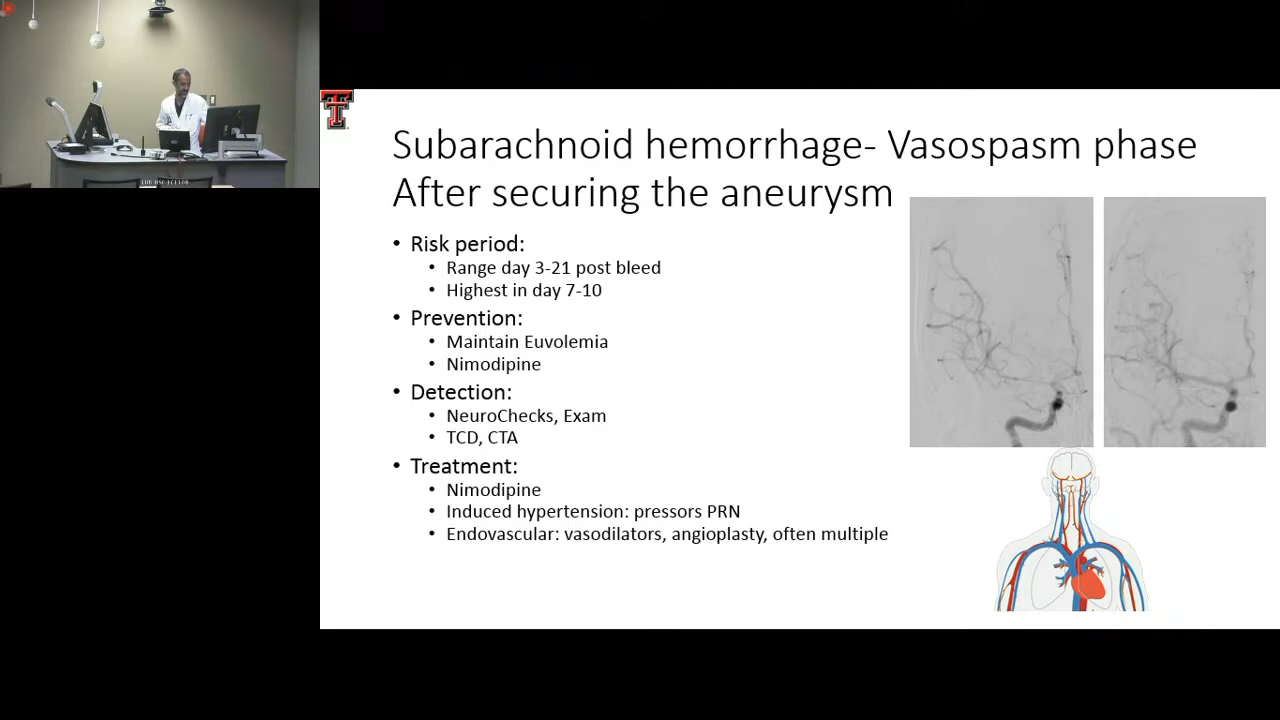 Subarachnoid hemorrhage- Vasospasm phase
After securing the aneurysm
• Risk period:
• Range day 3-21 post bleed
• Highest in day 7-10
• Prevention:
• Maintain Euvolemia
• Nimodipine
• Detection:
• NeuroChecks, Exam
• TCD, CTA
• Treatment:
• Nimodipine
• Induced hypertension: pressors PRN
• Endovascular: vasodilators, angioplasty, often multiple